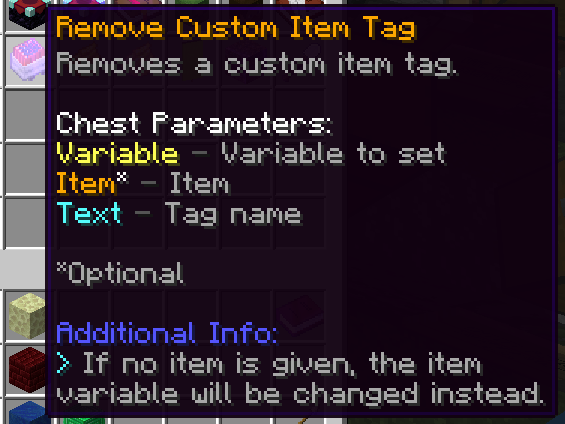 Remove Custom Item Tag
Removes a custom item tag.
Chest Parameters:
Variable – Variable to set
Item* – Item
Text – Tag name
*Optional
Additional Info:
> If no item is given, the item
variable will be changed instead.